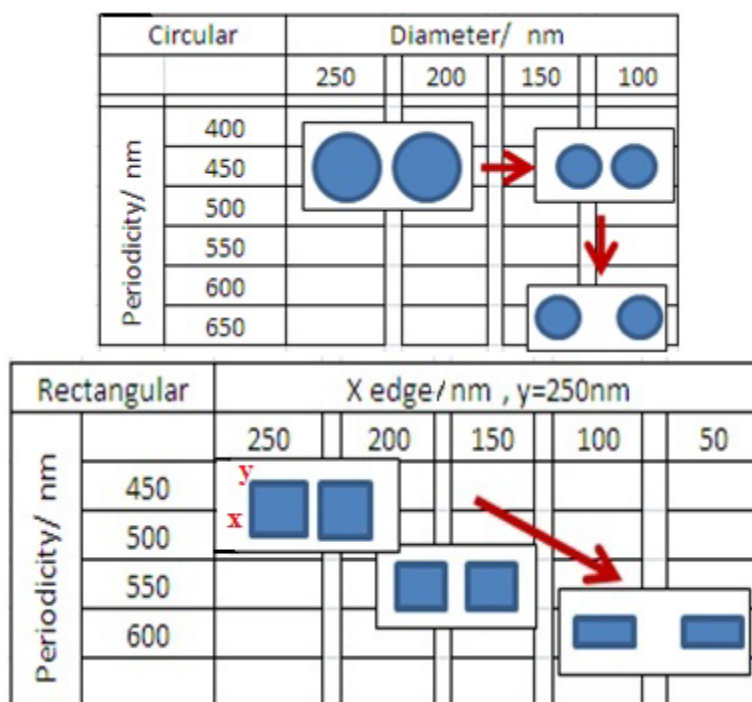 Circular Diameter/ nm
250 200 150 100
Periodicity/ nm
400
450
500
550
600
650
Rectangular X edge/nm , y=250nm
250 200 150 100 50
Periodicity/ nm
450
500
550
600
y
x